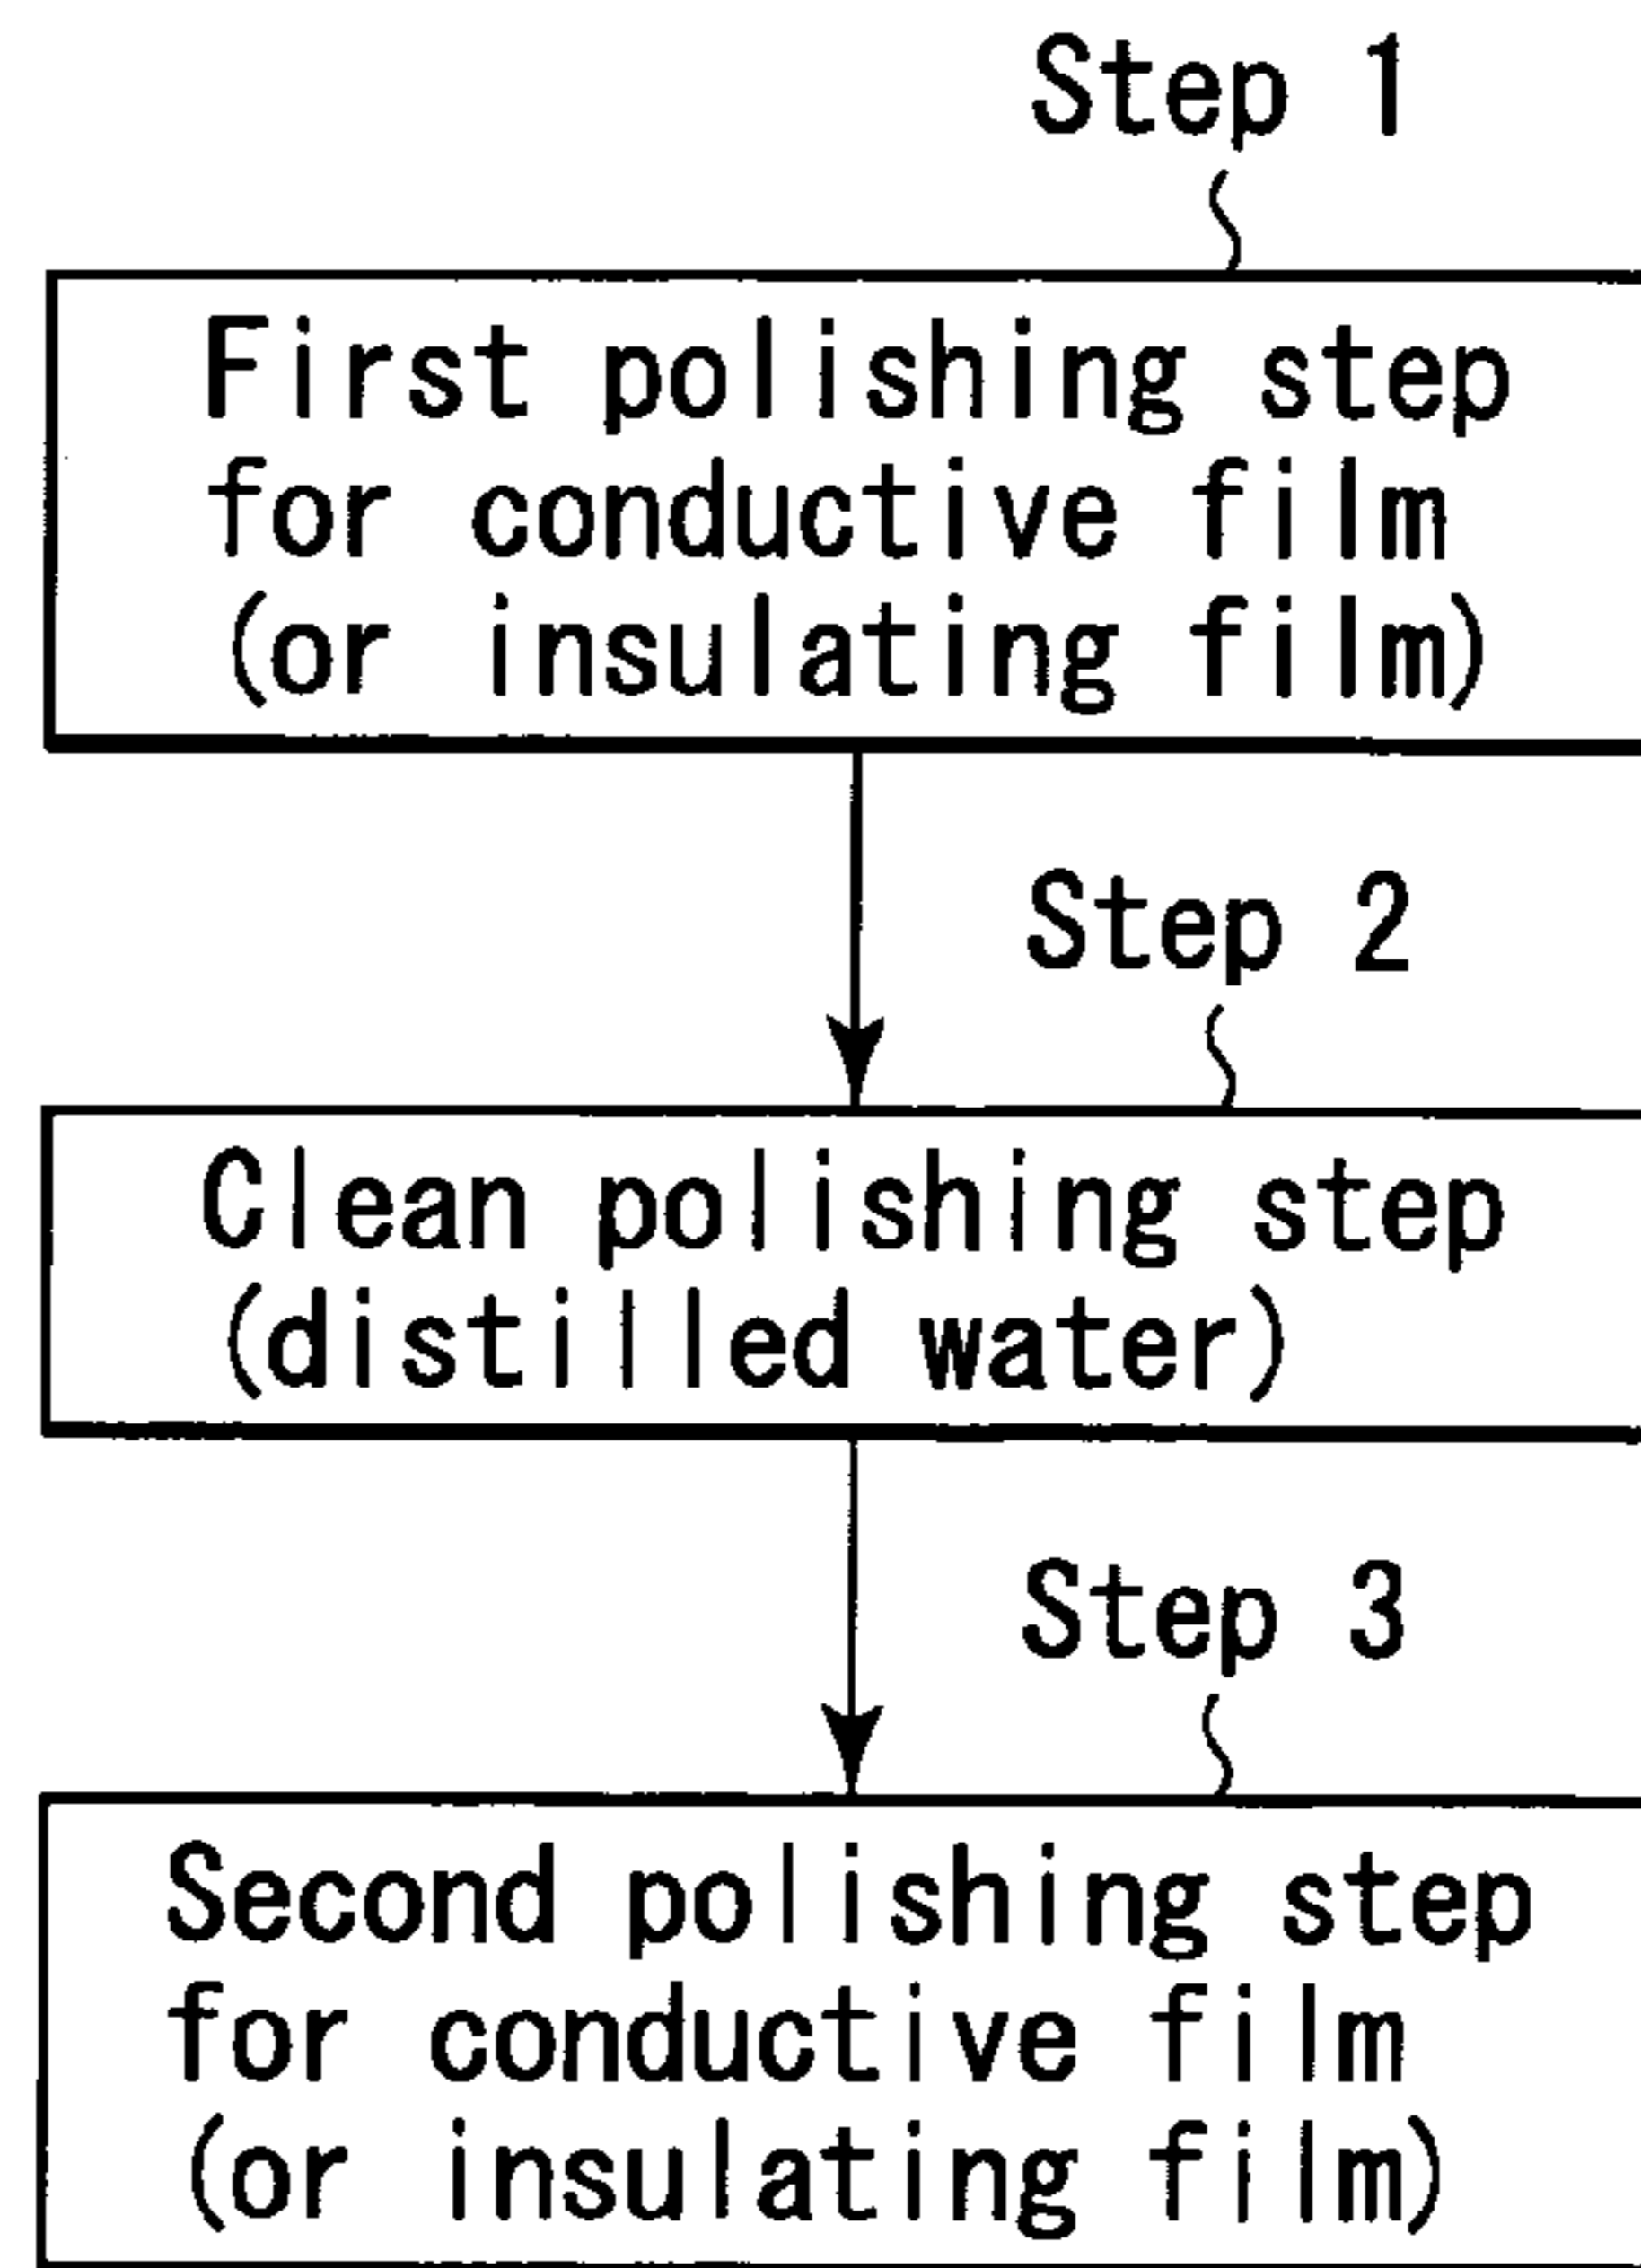 Step 1
First polishing step
for conductive film
(or insulating film)
Step 2
Clean polishing step
(distilled water)
Step 3
Second polishing step
for conductive film
(or insulating film)